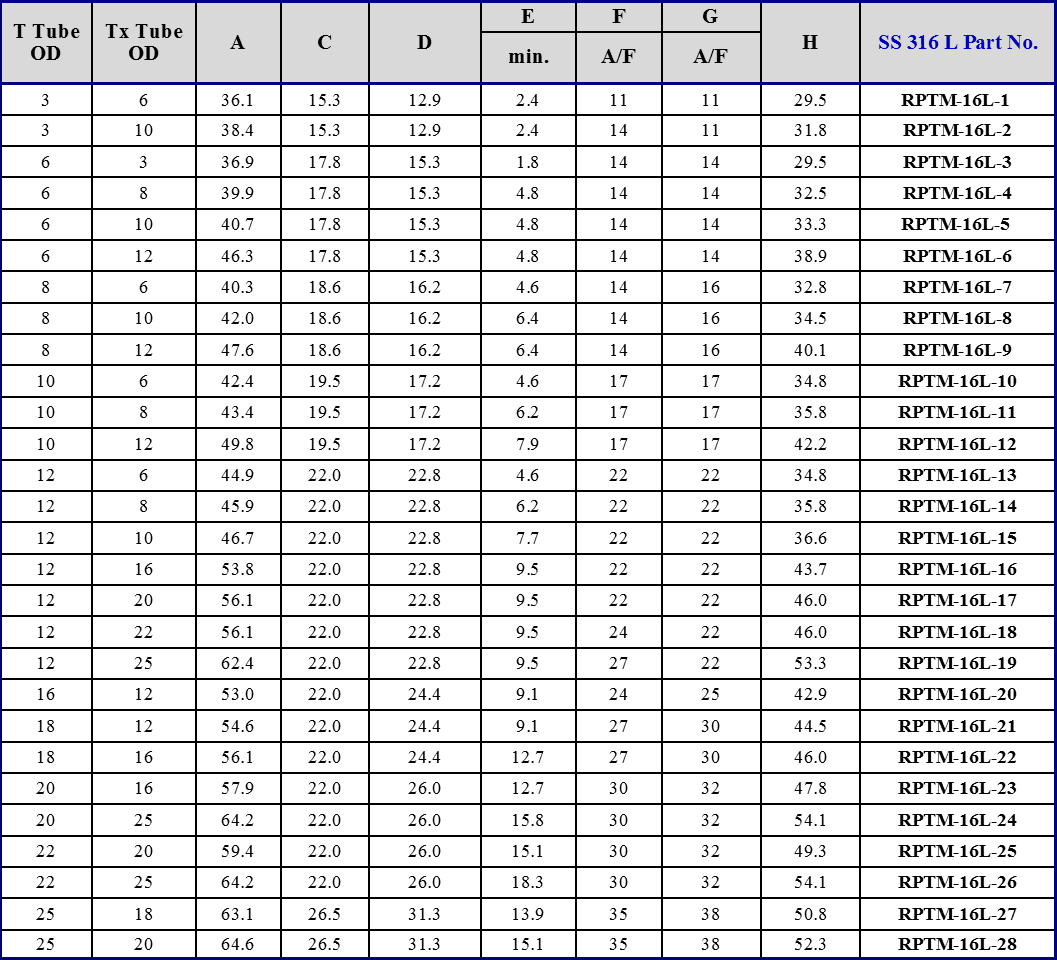 T Tube OD Tx Tube OD A C D E min. F A/F G A/F H SS 316 L Part No.
3 6 36.1 15.3 12.9 2.4 11 11 29.5 RPTM-16L-1
3 10 38.4 15.3 12.9 2.4 14 11 31.8 RPTM-16L-2
6 3 36.9 17.8 15.3 1.8 14 14 29.5 RPTM-16L-3
6 8 39.9 17.8 15.3 4.8 14 14 32.5 RPTM-16L-4
6 10 40.7 17.8 15.3 4.8 14 14 33.3 RPTM-16L-5
6 12 46.3 17.8 15.3 4.8 14 14 38.9 RPTM-16L-6
8 6 40.3 18.6 16.2 4.6 14 16 32.8 RPTM-16L-7
8 10 42.0 18.6 16.2 6.4 14 16 34.5 RPTM-16L-8
8 12 47.6 18.6 16.2 6.4 14 16 40.1 RPTM-16L-9
10 6 42.4 19.5 17.2 4.6 17 17 34.8 RPTM-16L-10
10 8 43.4 19.5 17.2 6.2 17 17 35.8 RPTM-16L-11
10 12 49.8 19.5 17.2 7.9 17 17 42.2 RPTM-16L-12
12 6 44.9 22.0 22.8 4.6 22 22 34.8 RPTM-16L-13
12 8 45.9 22.0 22.8 6.2 22 22 35.8 RPTM-16L-14
12 10 46.7 22.0 22.8 7.7 22 22 36.6 RPTM-16L-15
12 16 53.8 22.0 22.8 9.5 22 22 43.7 RPTM-16L-16
12 20 56.1 22.0 22.8 9.5 22 22 46.0 RPTM-16L-17
12 22 56.1 22.0 22.8 9.5 24 22 46.0 RPTM-16L-18
12 25 62.4 22.0 22.8 9.5 27 22 53.3 RPTM-16L-19
16 12 53.0 22.0 24.4 9.1 24 25 42.9 RPTM-16L-20
18 12 54.6 22.0 24.4 9.1 27 30 44.5 RPTM-16L-21
18 16 56.1 22.0 24.4 12.7 27 30 46.0 RPTM-16L-22
20 16 57.9 22.0 26.0 12.7 30 32 47.8 RPTM-16L-23
20 25 64.2 22.0 26.0 15.8 30 32 54.1 RPTM-16L-24
22 20 59.4 22.0 26.0 15.1 30 32 49.3 RPTM-16L-25
22 25 64.2 22.0 26.0 18.3 30 32 54.1 RPTM-16L-26
25 18 63.1 26.5 31.3 13.9 35 38 50.8 RPTM-16L-27
25 20 64.6 26.5 31.3 15.1 35 38 52.3 RPTM-16L-28